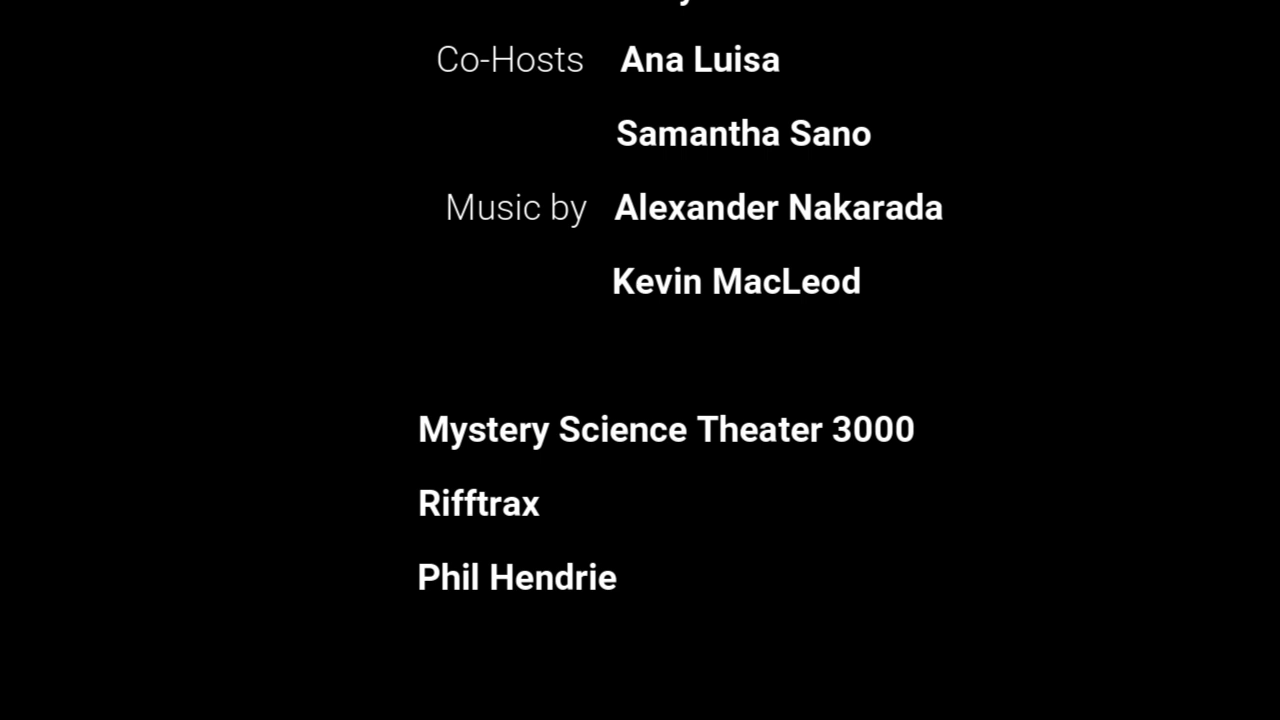 Co-Hosts Ana Luisa
Samantha Sano
Music by Alexander Nakarada
Kevin MacLeod
Mystery Science Theater 3000
Rifftrax
Phil Hendrie